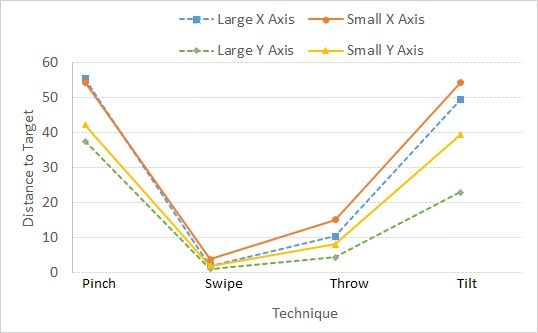 Large X Axis Small X Axis
Large Y Axis Small Y Axis
60
50
40
30
20
10
0
Distance to Target
Pinch Swipe Throw Tilt
Technique